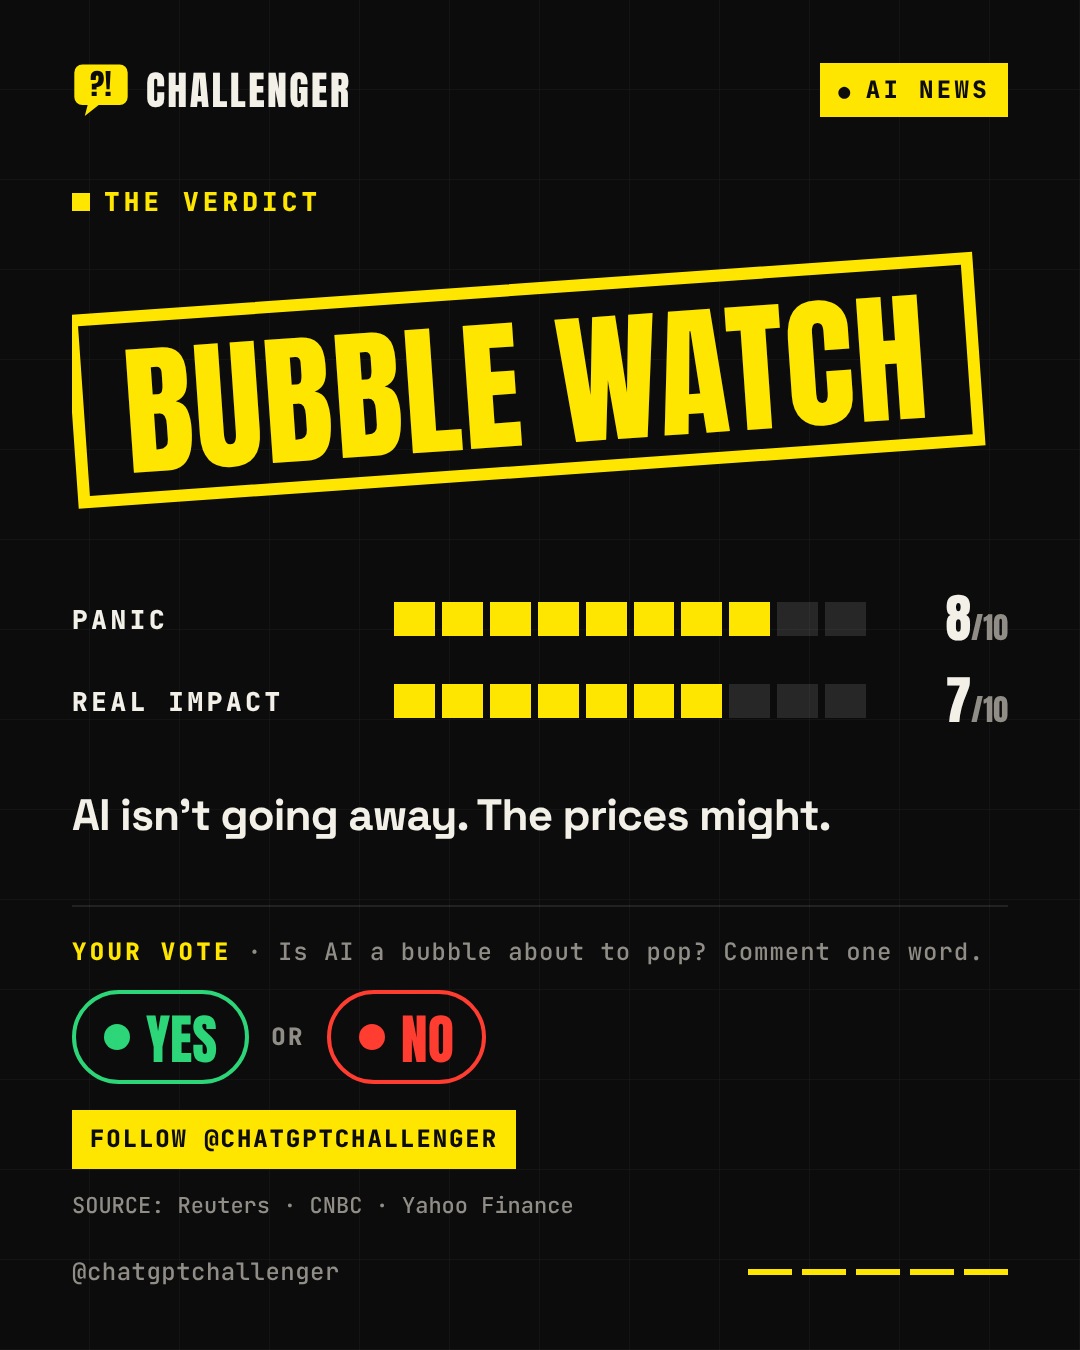 ?!
CHALLENGER
● AI NEWS
THE VERDICT
BUBBLE WATCH
PANIC 8/10
REAL IMPACT 7/10
AI isn’t going away. The prices might.
YOUR VOTE · Is AI a bubble about to pop? Comment one word.
YES OR NO
FOLLOW @CHATGPTCHALLENGER
SOURCE: Reuters · CNBC · Yahoo Finance
@chatgptchallenger